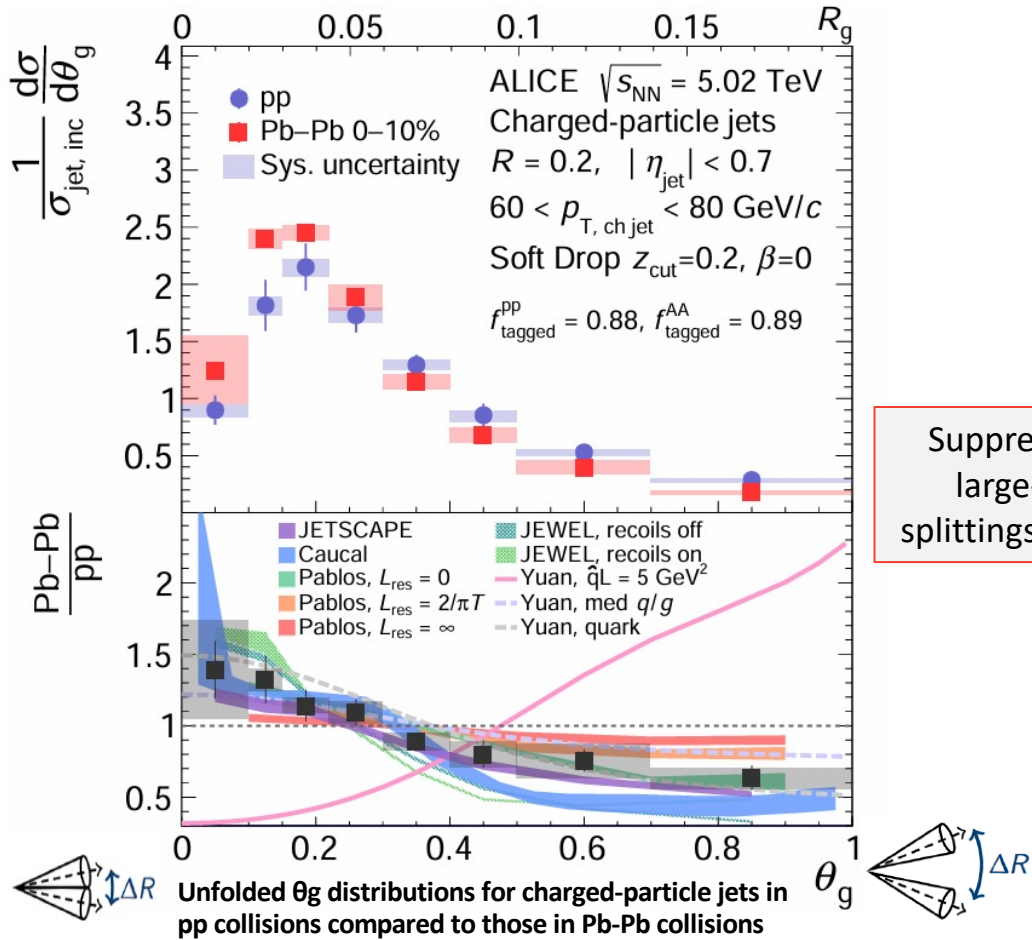 0 0.05 0.1 0.15 R_g
1/σ_jet, inc dσ/dθ_g
4
3.5
3
2.5
2
1.5
1
0.5
pp
Pb–Pb 0–10%
Sys. uncertainty
ALICE √s_NN = 5.02 TeV
Charged-particle jets
R = 0.2, | η_jet | < 0.7
60 < p_T, ch jet < 80 GeV/c
Soft Drop z_cut=0.2, β=0
f^pp_tagged = 0.88, f^AA_tagged = 0.89
Pb–Pb/pp
2
1.5
1
0.5
JETSCAPE
Caucal
Pablos, L_res = 0
Pablos, L_res = 2/πT
Pablos, L_res = ∞
JEWEL, recoils off
JEWEL, recoils on
Yuan, q̂L = 5 GeV²
Yuan, med q/g
Yuan, quark
0 0.2 0.4 0.6 0.8 1
θ_g
ΔR
ΔR
Unfolded θg distributions for charged-particle jets in
pp collisions compared to those in Pb-Pb collisions
large-
splittings